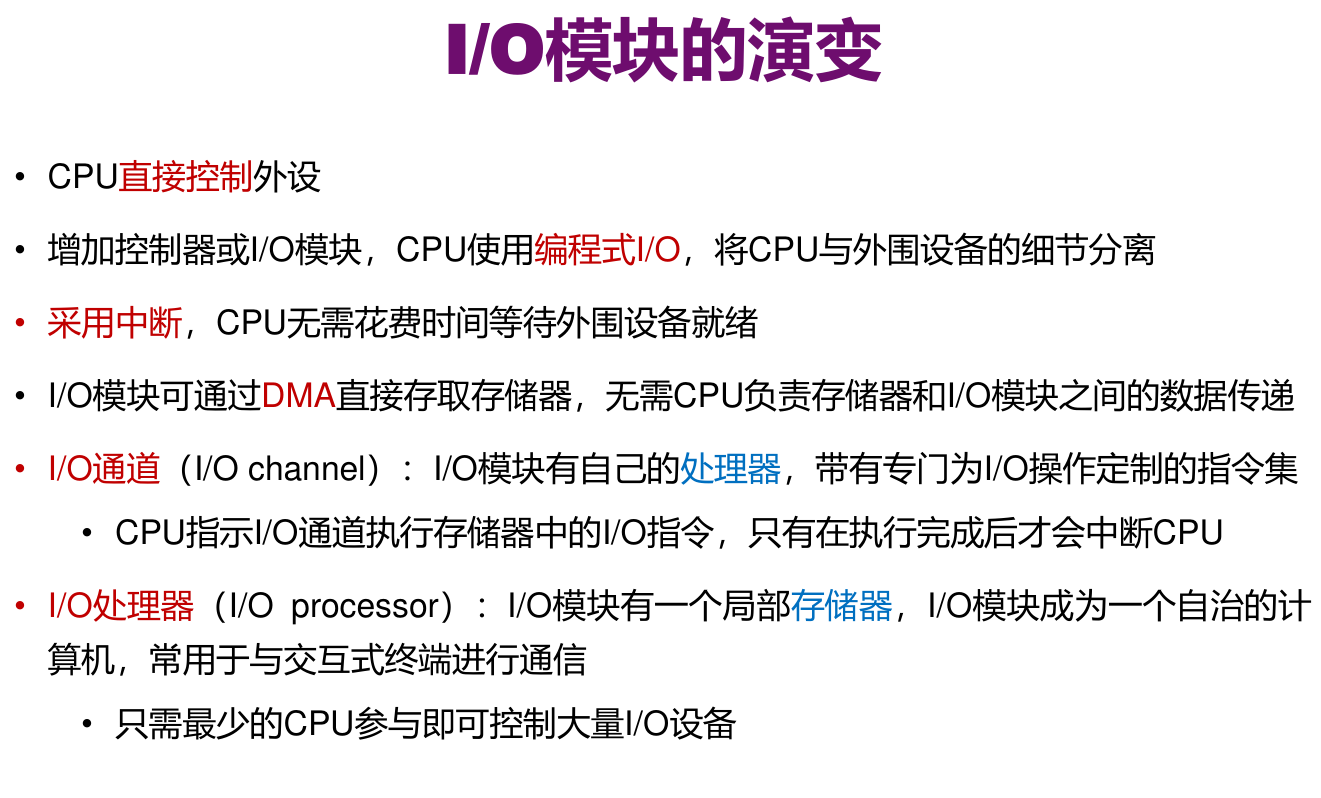 I/O模块的演变
• CPU直接控制外设
• 增加控制器或I/O模块，CPU使用编程式I/O，将CPU与外围设备的细节分离
• 采用中断，CPU无需花费时间等待外围设备就绪
• I/O模块可通过DMA直接存取存储器，无需CPU负责存储器和I/O模块之间的数据传递
• I/O通道（I/O channel）：I/O模块有自己的处理器，带有专门为I/O操作定制的指令集
• CPU指示I/O通道执行存储器中的I/O指令，只有在执行完成后才会中断CPU
• I/O处理器（I/O processor）：I/O模块有一个局部存储器，I/O模块成为一个自治的计
算机，常用于与交互式终端进行通信
• 只需最少的CPU参与即可控制大量I/O设备